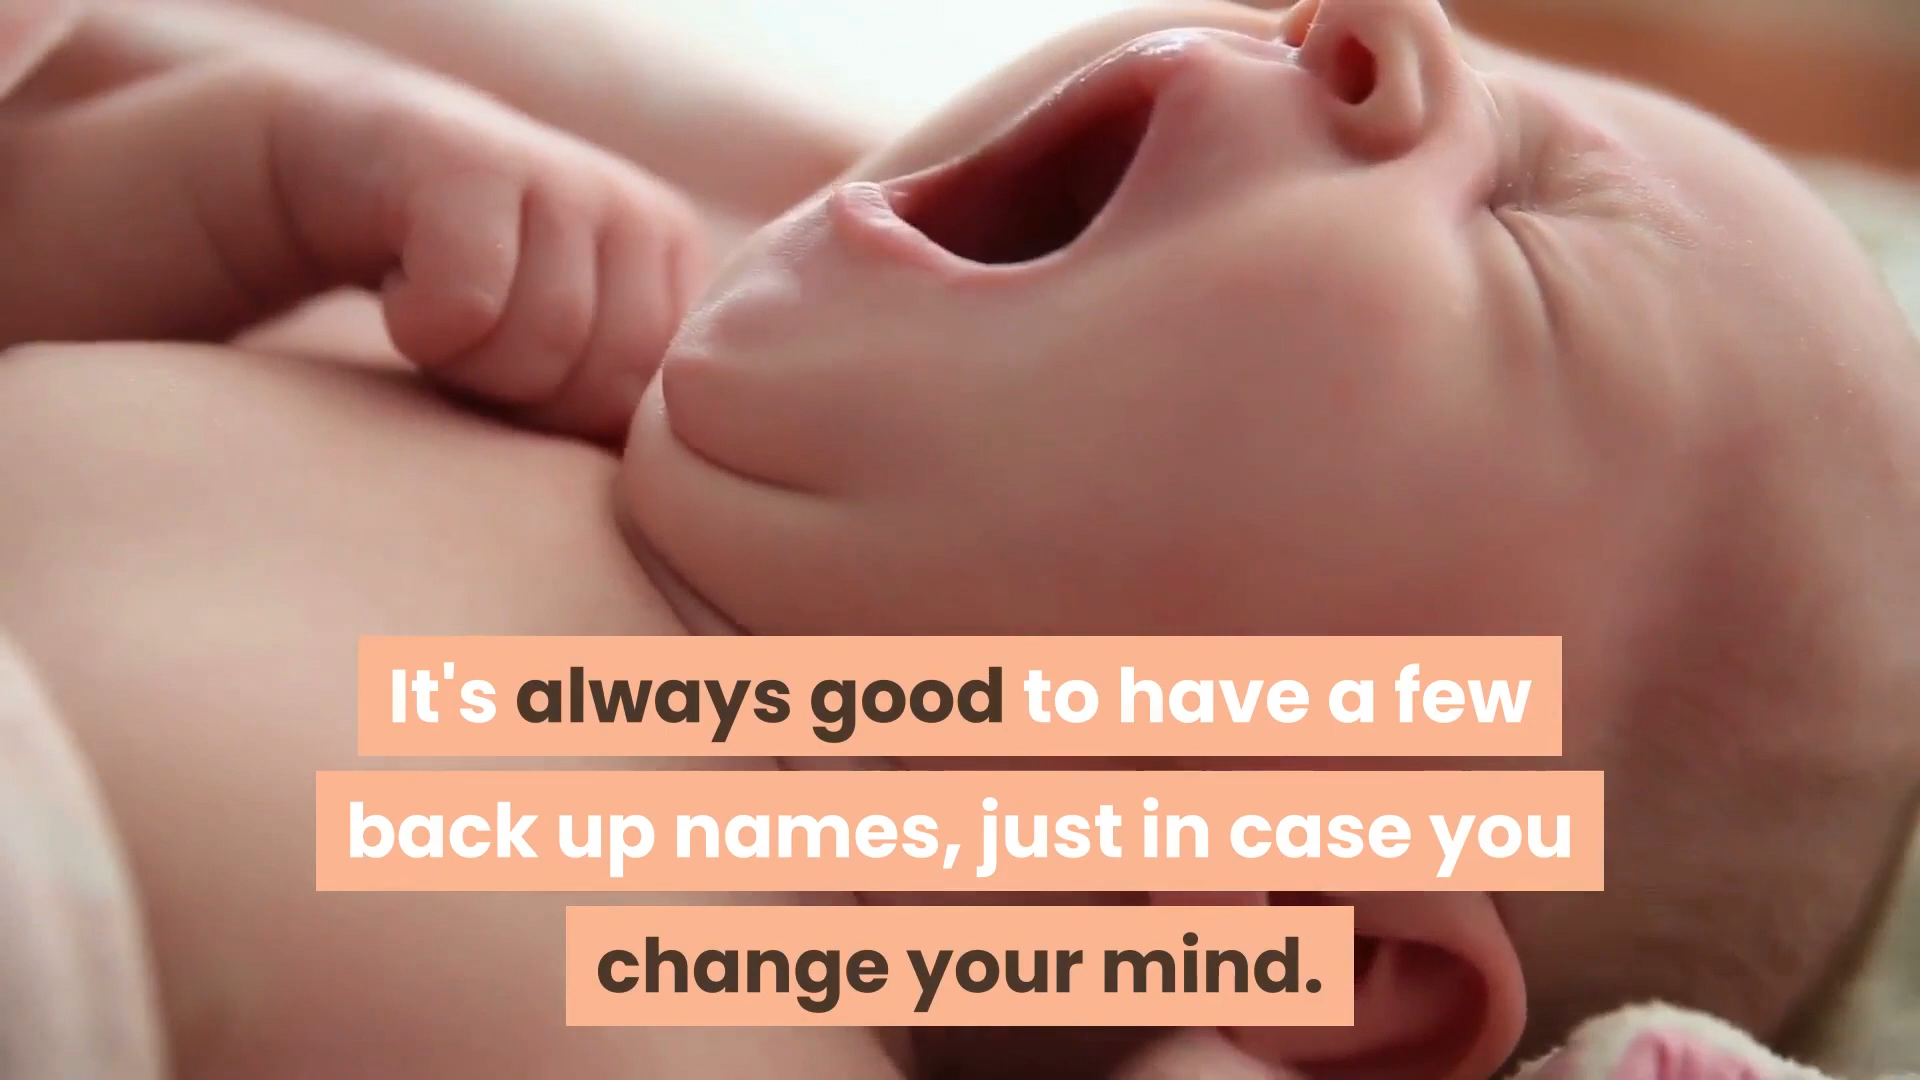 It's always good to have a few
back up names, just in case you
change your mind.